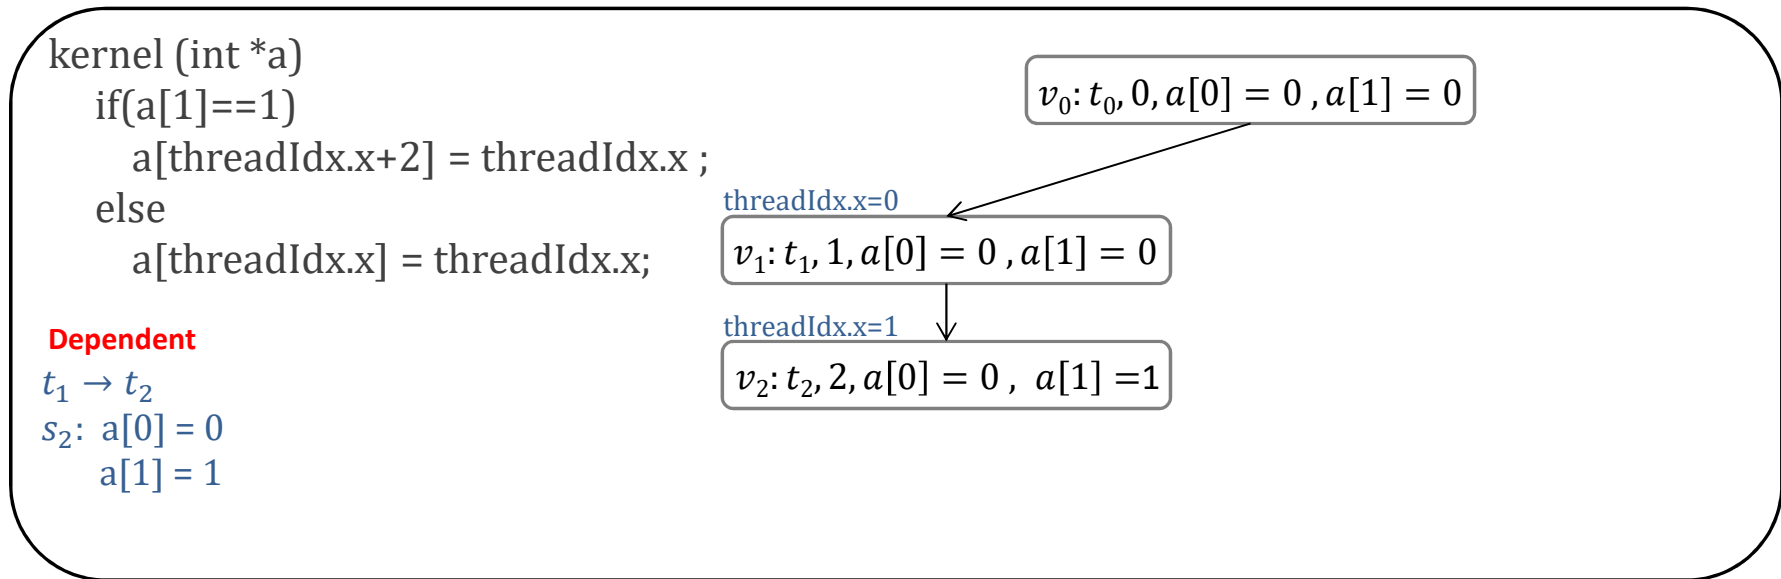 kernel (int *a)
if(a[1]==1)
a[threadIdx.x+2] = threadIdx.x ;
else
a[threadIdx.x] = threadIdx.x;
Dependent
t₁ → t₂
s₂: a[0] = 0
a[1] = 1
v₀: t₀, 0, a[0] = 0 , a[1] = 0
threadIdx.x=0
v₁: t₁, 1, a[0] = 0 , a[1] = 0
threadIdx.x=1
v₂: t₂, 2, a[0] = 0 , a[1] =1